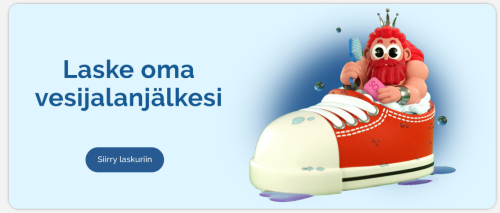 Laske oma
vesijalanjälkesi
Siirry laskuriin